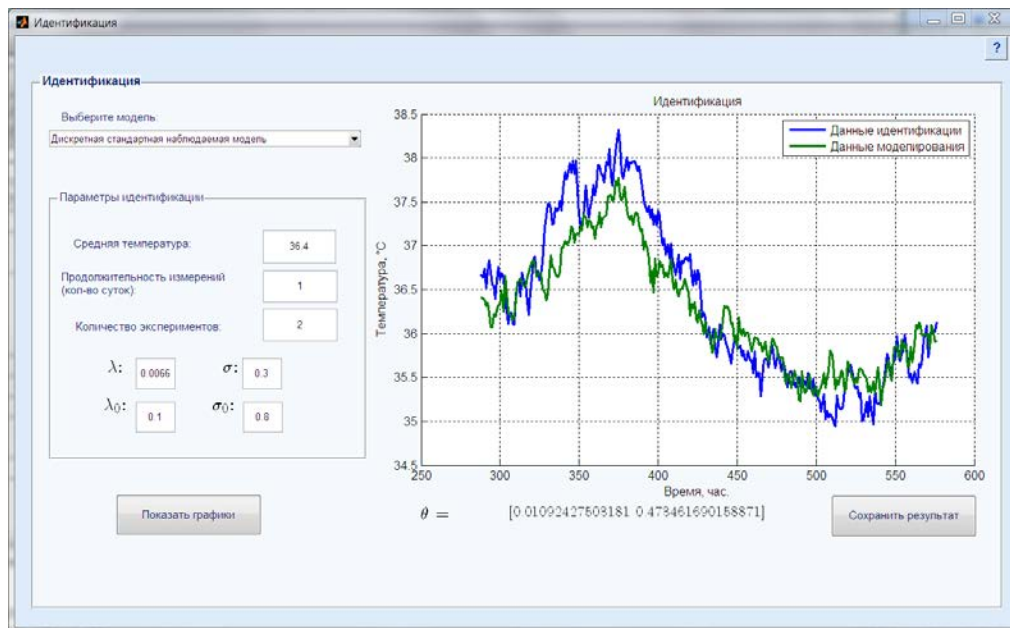 Идентификация
?
Идентификация
Выберите модель:
Дискретная стандартная наблюдаемая модель
Параметры идентификации
Средняя температура:
36.4
Продолжительность измерений
(кол-во суток):
1
Количество экспериментов:
2
λ:
0.0066
σ:
0.3
λ0:
0.1
σ0:
0.8
Показать графики
Идентификация
Данные идентификации
Данные моделирования
Температура, °C
38.5
38
37.5
37
36.5
36
35.5
35
34.5
250 300 350 400 450 500 550 600
Время, час.
θ =
[0.01092427508181 0.478461690158871]
Сохранить результат